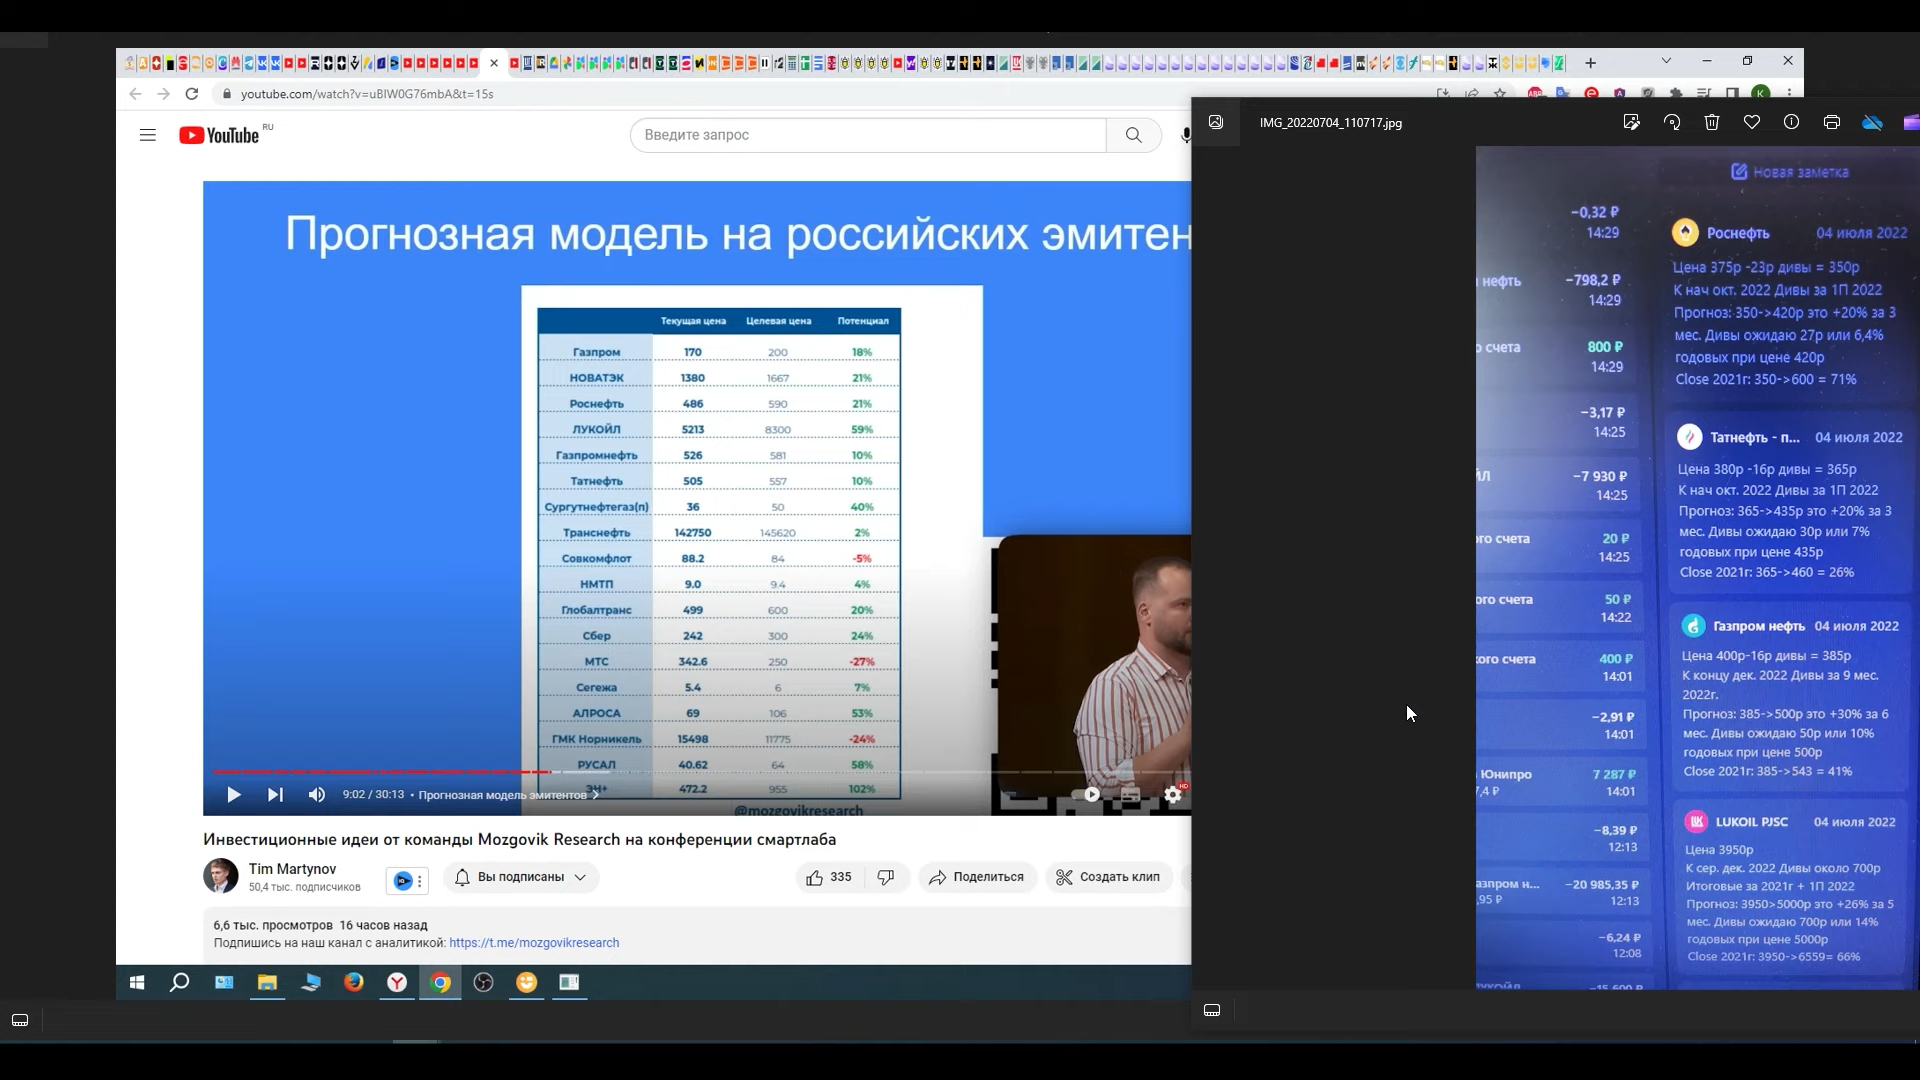 youtube.com/watch?v=uBIW0G76mbA&t=15s
YouTube RU
Введите запрос
Прогнозная модель на российских эмитен
Текущая цена Целевая цена Потенциал
Газпром 170 200 18%
НОВАТЭК 1380 1667 21%
Роснефть 486 590 21%
ЛУКОЙЛ 5213 8300 59%
Газпромнефть 526 581 10%
Татнефть 505 557 10%
Сургутнефтегаз(п) 36 50 40%
Транснефть 142750 145620 2%
Совкомфлот 88.2 84 -5%
НМТП 9.0 9.4 4%
Глобалтранс 499 600 20%
Сбер 242 300 24%
МТС 342.6 250 -27%
Сегежа 5.4 6 7%
АЛРОСА 69 106 53%
ГМК Норникель 15498 11775 -24%
РУСАЛ 40.62 64 58%
ЭН+ 472.2 955 102%
@mozgovikresearch
9:02 / 30:13 • Прогнозная модель эмитентов
HD
Инвестиционные идеи от команды Mozgovik Research на конференции смартлаба
Tim Martynov
50,4 тыс. подписчиков
Вы подписаны
335
Поделиться
Создать клип
6,6 тыс. просмотров 16 часов назад
Подпишись на наш канал с аналитикой: https://t.me/mozgovikresearch
IMG_20220704_110717.jpg
−0,32 ₽
14:29
нефть −798,2 ₽
14:29
о счета 800 ₽
14:29
−3,17 ₽
14:25
−7 930 ₽
14:25
ого счета 20 ₽
14:25
ого счета 50 ₽
14:22
кого счета 400 ₽
14:01
−2,91 ₽
14:01
Юнипро 7 287 ₽
7,4 ₽ 14:01
−8,39 ₽
12:13
азпром н... −20 985,35 ₽
,95 ₽ 12:13
−6,24 ₽
12:08
Новая заметка
Роснефть 04 июля 2022
Цена 375р -23р дивы = 350р
К нач окт. 2022 Дивы за 1П 2022
Прогноз: 350->420р это +20% за 3
мес. Дивы ожидаю 27р или 6,4%
годовых при цене 420р
Close 2021г: 350->600 = 71%
Татнефть - п... 04 июля 2022
Цена 380р -16р дивы = 365р
К нач окт. 2022 Дивы за 1П 2022
Прогноз: 365->435р это +20% за 3
мес. Дивы ожидаю 30р или 7%
годовых при цене 435р
Close 2021г: 365->460 = 26%
Газпром нефть 04 июля 2022
Цена 400р-16р дивы = 385р
К концу дек. 2022 Дивы за 9 мес.
2022г.
Прогноз: 385->500р это +30% за 6
мес. Дивы ожидаю 50р или 10%
годовых при цене 500р
Close 2021г: 385->543 = 41%
LUKOIL PJSC 04 июля 2022
Цена 3950р
К сер. дек. 2022 Дивы около 700р
Итоговые за 2021г + 1П 2022
Прогноз: 3950>5000р это +26% за 5
мес. Дивы ожидаю 700р или 14%
годовых при цене 5000р
Close 2021г: 3950->6559= 66%